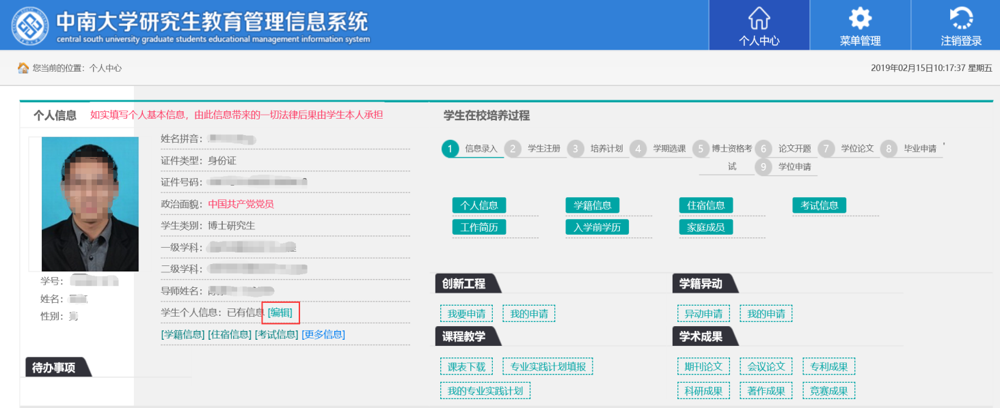 中南大学研究生教育管理信息系统
central south university graduate students educational management information system
个人中心
菜单管理
注销登录
您当前的位置：个人中心
2019年02月15日10:17:37 星期五
个人信息 如实填写个人基本信息，由此信息带来的一切法律后果由学生本人承担
学号：
姓名：
性别：
姓名拼音：
证件类型：身份证
证件号码：
政治面貌：中国共产党党员
学生类别：博士研究生
一级学科：
二级学科：
导师姓名：
学生个人信息：已有信息 [编辑]
[学籍信息] [住宿信息] [考试信息] [更多信息]
待办事项
学生在校培养过程
1 信息录入 2 学生注册 3 培养计划 4 学期选课 5 博士资格考试 6 论文开题 7 学位论文 8 毕业申请 '
9 学位申请
个人信息 学籍信息 住宿信息 考试信息
工作简历 入学前学历 家庭成员
创新工程
我要申请 我的申请
学籍异动
异动申请 我的申请
课程教学
课表下载 专业实践计划填报
我的专业实践计划
学术成果
期刊论文 会议论文 专利成果
科研成果 著作成果 竞赛成果